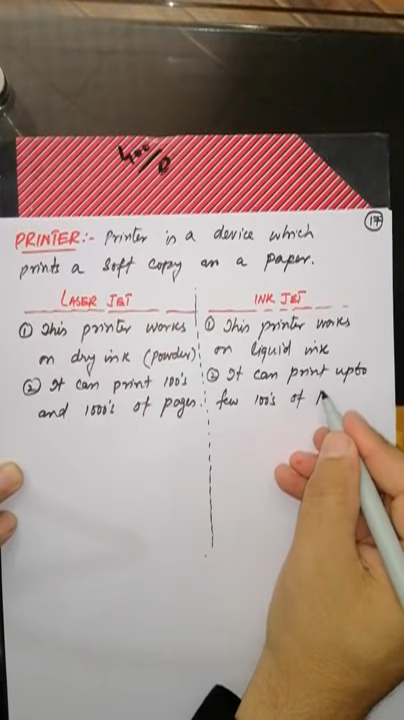 400/0
17
PRINTER:- Printer is a device which
prints a soft copy on a paper.
LASER JET
① This printer works
on dry ink (powder)
② It can print 100's
and 1000's of pages.
INK JET
① This printer works
on liquid ink
② It can print upto
few 100's of